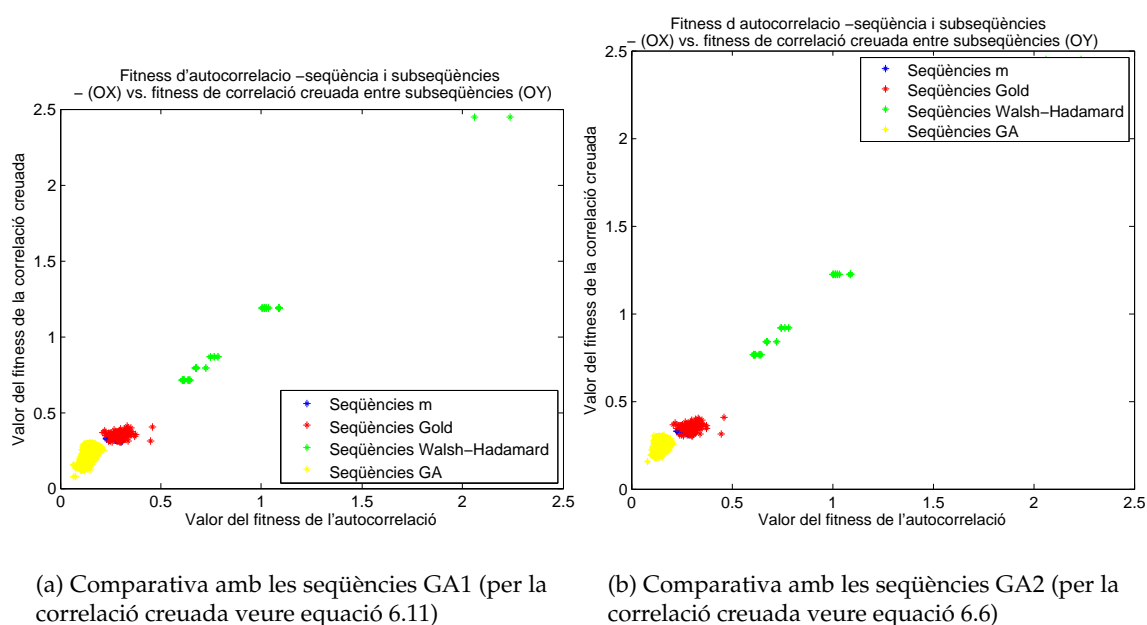 Fitness d'autocorrelacio −seqüència i subseqüències
− (OX) vs. fitness de correlació creuada entre subseqüències (OY)
2.5
2
1.5
1
0.5
0
0
0.5
1
1.5
2
2.5
Valor del fitness de la correlació creuada
Valor del fitness de l'autocorrelació
Seqüències m
Seqüències Gold
Seqüències Walsh−Hadamard
Seqüències GA
(a) Comparativa amb les seqüències GA1 (per la
correlació creuada veure equació 6.11)
Fitness d autocorrelacio −seqüència i subseqüències
− (OX) vs. fitness de correlació creuada entre subseqüències (OY)
2.5
2
1.5
1
0.5
0
0
0.5
1
1.5
2
2.5
Valor del fitness de la correlació creuada
Valor del fitness de l'autocorrelació
Seqüències m
Seqüències Gold
Seqüències Walsh−Hadamard
Seqüències GA
(b) Comparativa amb les seqüències GA2 (per la
correlació creuada veure equació 6.6)